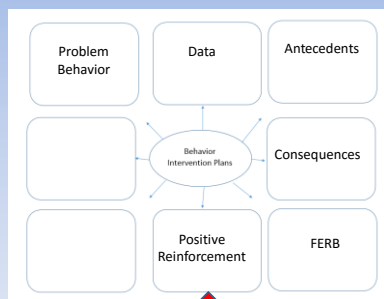 Problem
Behavior
Data
Antecedents
Behavior
Intervention Plans
Consequences
Positive
Reinforcement
FERB